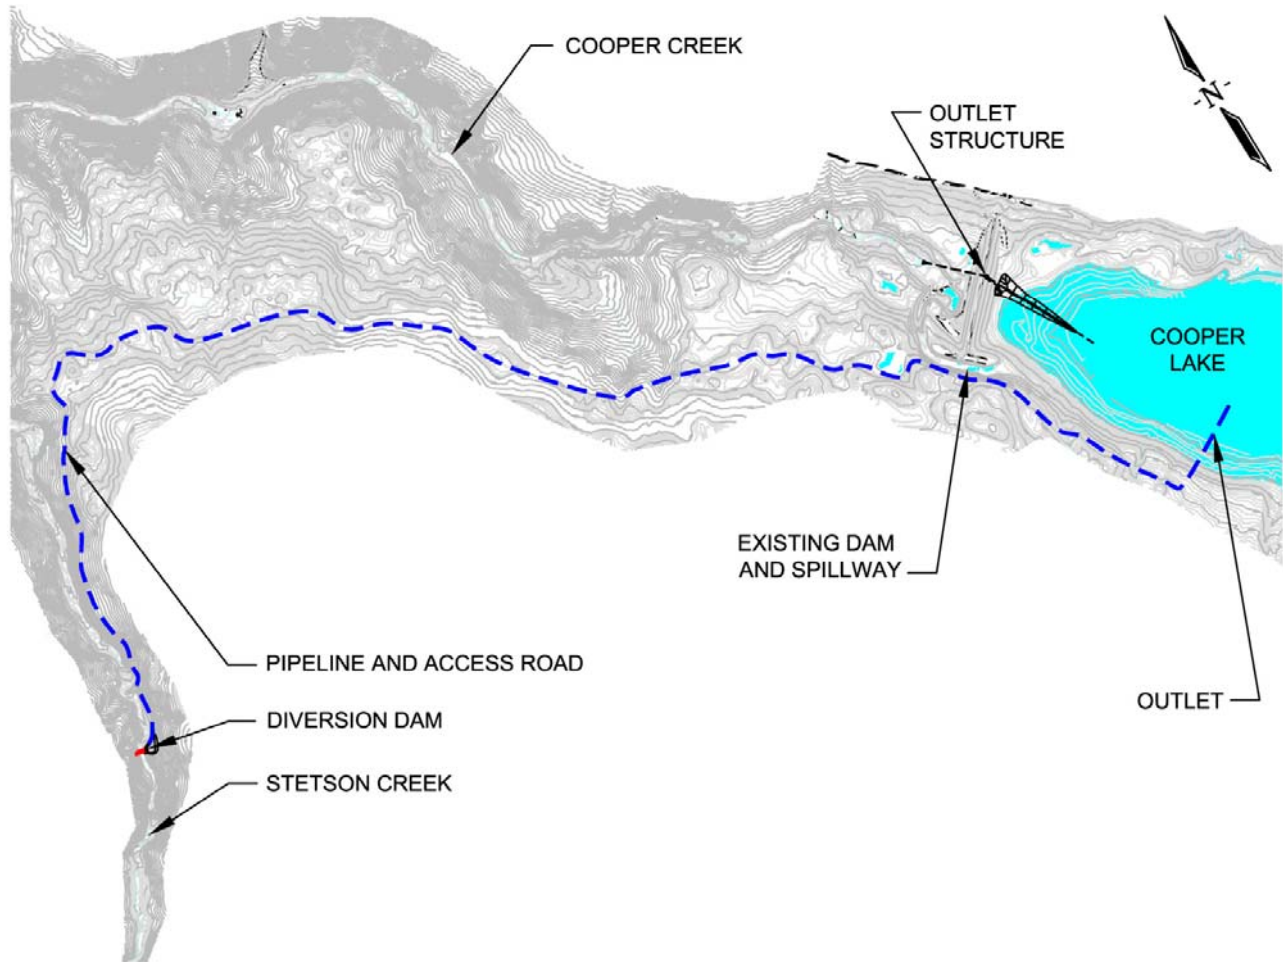 COOPER CREEK
OUTLET
STRUCTURE
N
COOPER
LAKE
EXISTING DAM
AND SPILLWAY
PIPELINE AND ACCESS ROAD
OUTLET
DIVERSION DAM
STETSON CREEK